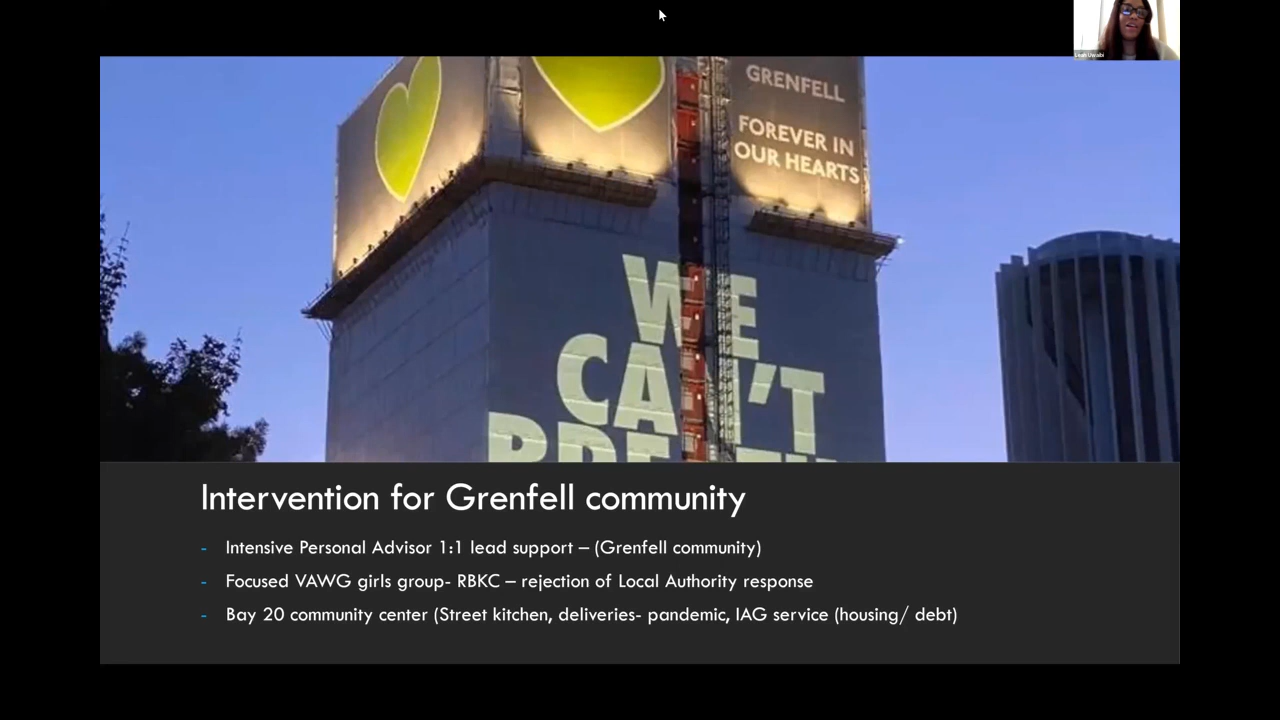 GRENFELL
FOREVER IN
OUR HEARTS
WE
CAN'T
Intervention for Grenfell community
- Intensive Personal Advisor 1:1 lead support – (Grenfell community)
- Focused VAWG girls group- RBKC – rejection of Local Authority response
- Bay 20 community center (Street kitchen, deliveries- pandemic, IAG service (housing/ debt)